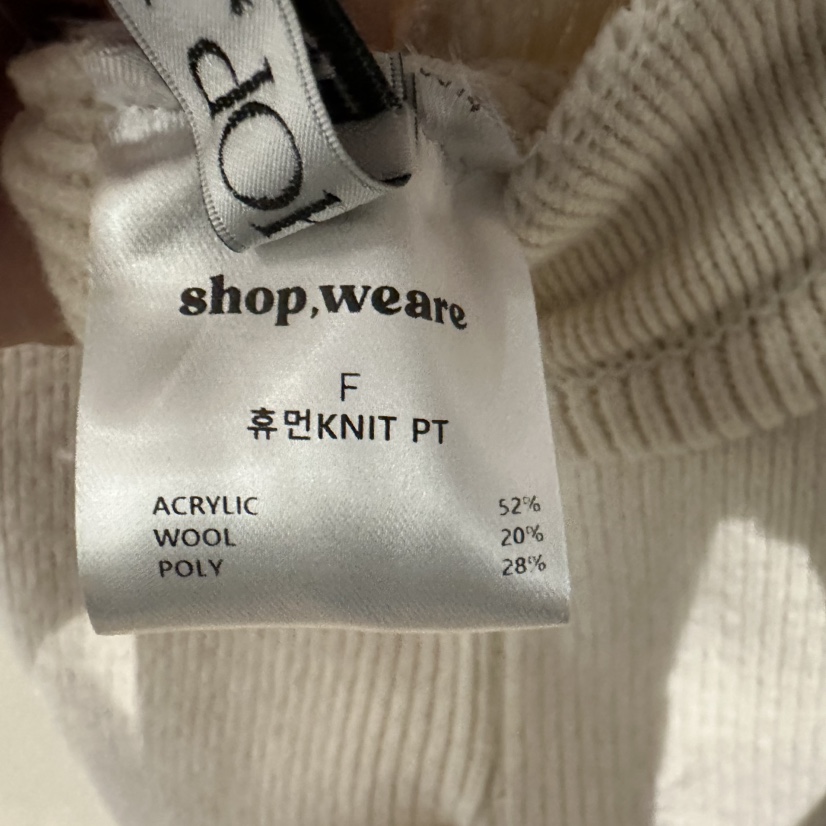 shop,weare
F
휴먼KNIT PT
ACRYLIC 52%
WOOL 20%
POLY 28%